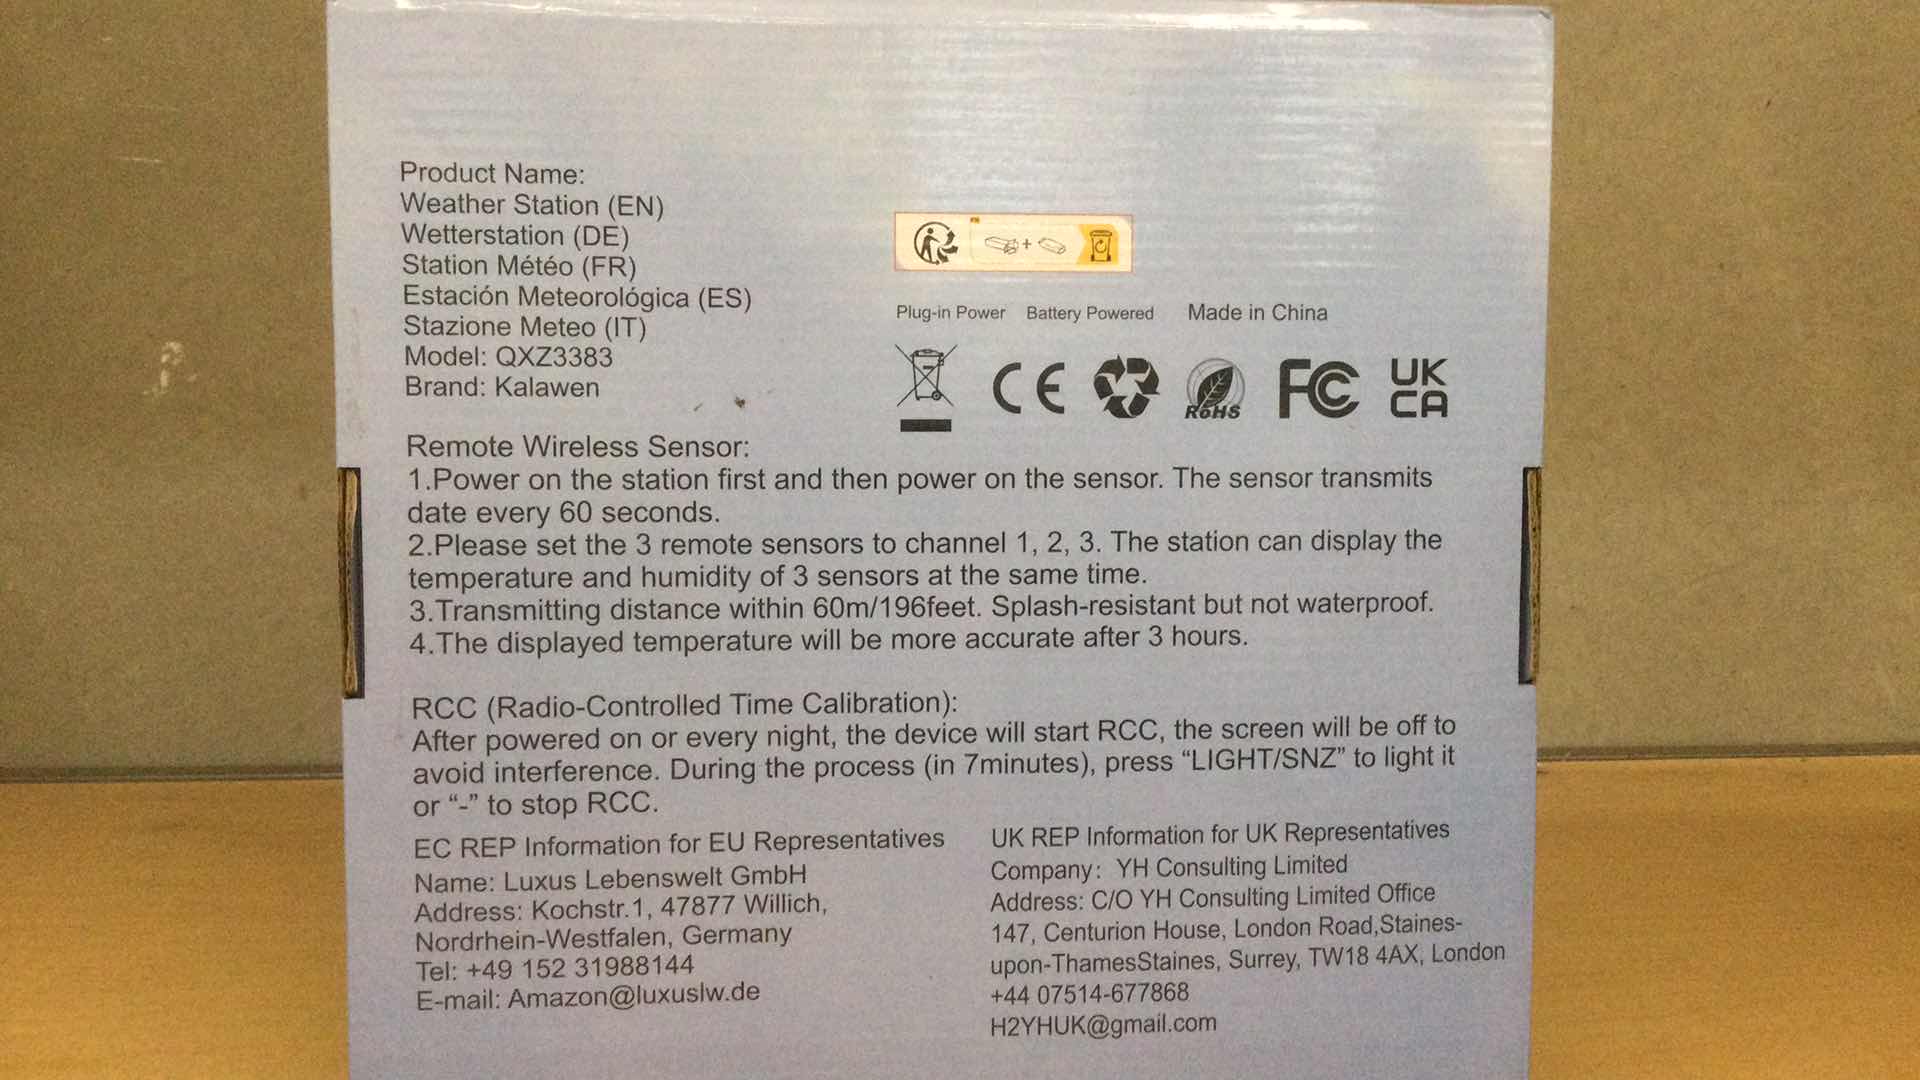 Product Name:
Weather Station (EN)
Wetterstation (DE)
Station Météo (FR)
Estación Meteorológica (ES)
Stazione Meteo (IT)
Model: QXZ3383
Brand: Kalawen
Plug-in Power Battery Powered Made in China
CE RoHS FC UK CA
Remote Wireless Sensor:
1.Power on the station first and then power on the sensor. The sensor transmits
date every 60 seconds.
2.Please set the 3 remote sensors to channel 1, 2, 3. The station can display the
temperature and humidity of 3 sensors at the same time.
3.Transmitting distance within 60m/196feet. Splash-resistant but not waterproof.
4.The displayed temperature will be more accurate after 3 hours.
RCC (Radio-Controlled Time Calibration):
After powered on or every night, the device will start RCC, the screen will be off to
avoid interference. During the process (in 7minutes), press “LIGHT/SNZ” to light it
or “-” to stop RCC.
EC REP Information for EU Representatives
Name: Luxus Lebenswelt GmbH
Address: Kochstr.1, 47877 Willich,
Nordrhein-Westfalen, Germany
Tel: +49 152 31988144
E-mail: Amazon@luxuslw.de
UK REP Information for UK Representatives
Company: YH Consulting Limited
Address: C/O YH Consulting Limited Office
147, Centurion House, London Road,Staines-
upon-ThamesStaines, Surrey, TW18 4AX, London
+44 07514-677868
H2YHUK@gmail.com